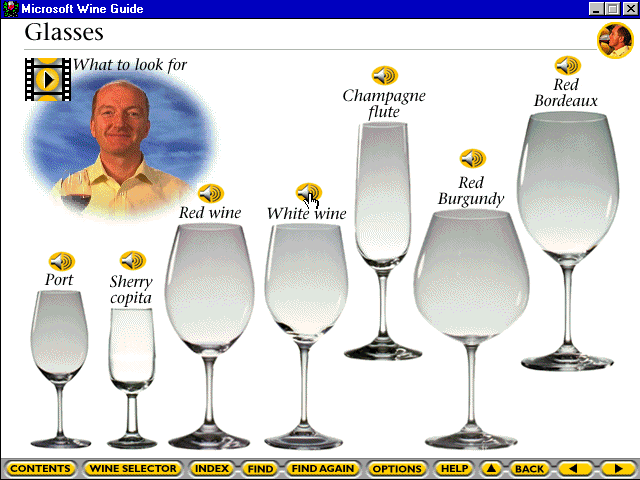 Microsoft Wine Guide
Glasses
What to look for
Champagne
flute
Red
Bordeaux
Red
Burgundy
Red wine
White wine
Port
Sherry
copita
CONTENTS
WINE SELECTOR
INDEX
FIND
FIND AGAIN
OPTIONS
HELP
BACK